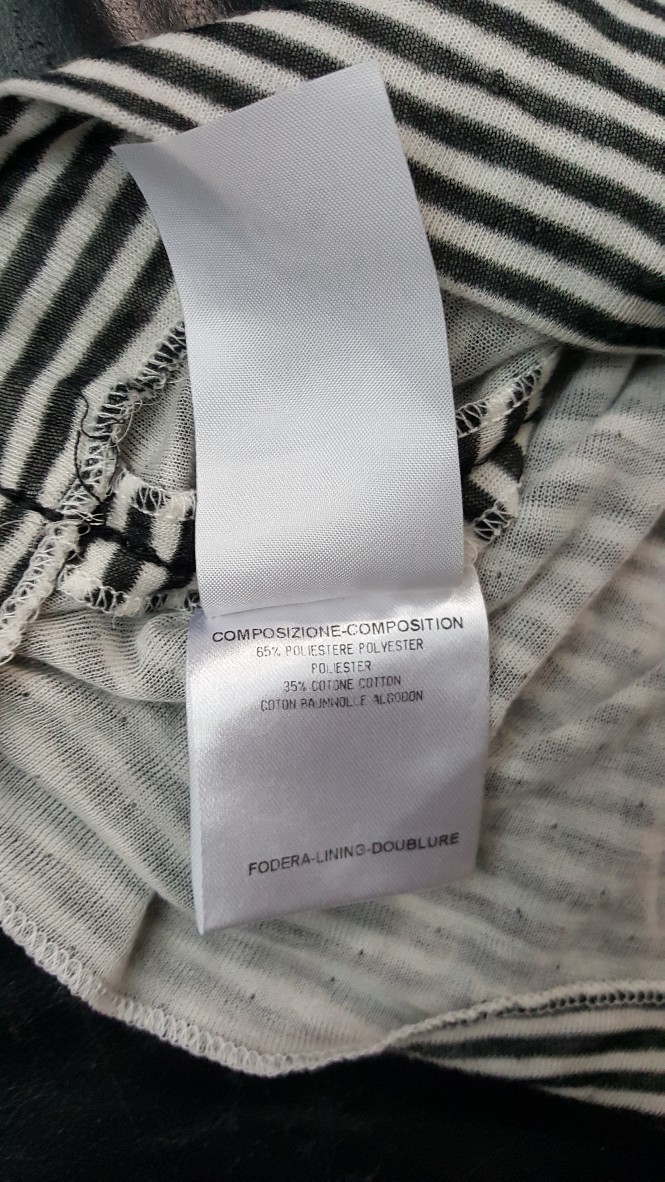 COMPOSIZIONE-COMPOSITION
65% POLIESTERE POLYESTER
POLIESTER
35% COTONE COTTON
COTON BAUMWOLLE ALGODON
FODERA-LINING-DOUBLURE